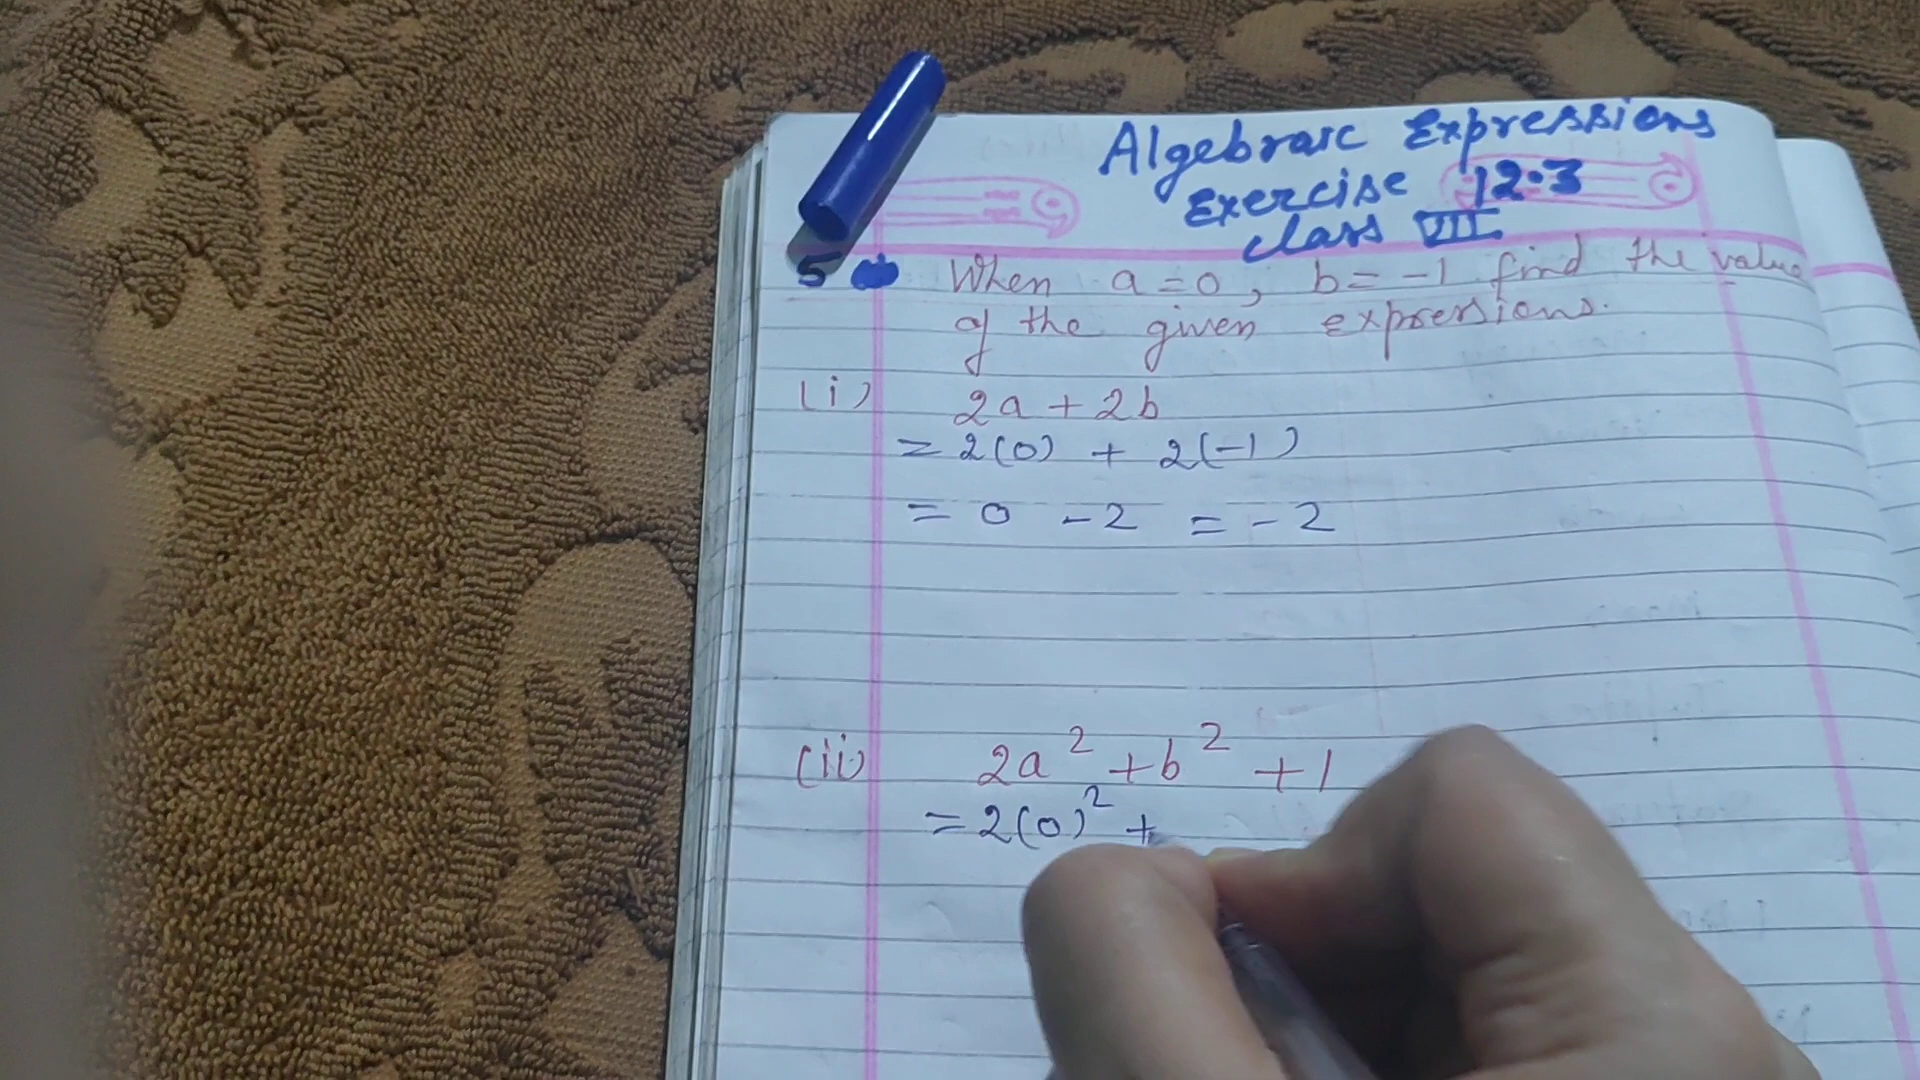 Algebraic Expressions
Exercise 12.3
Class VII
5 When a = 0, b = -1 find the value
of the given expressions.
(i) 2a + 2b
= 2(0) + 2(-1)
= 0 - 2 = -2
(ii) 2a² + b² + 1
= 2(0)² +